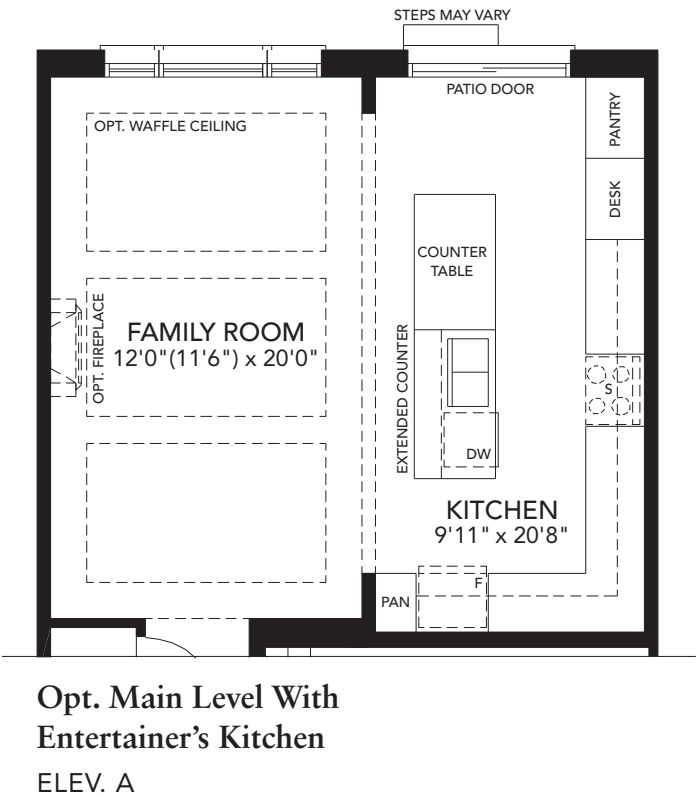 STEPS MAY VARY
PATIO DOOR
OPT. WAFFLE CEILING
PANTRY
DESK
COUNTER
TABLE
OPT. FIREPLACE
FAMILY ROOM
12'0"(11'6") x 20'0"
EXTENDED COUNTER
S
DW
KITCHEN
9'11" x 20'8"
F
PAN
Opt. Main Level With
Entertainer’s Kitchen
ELEV. A